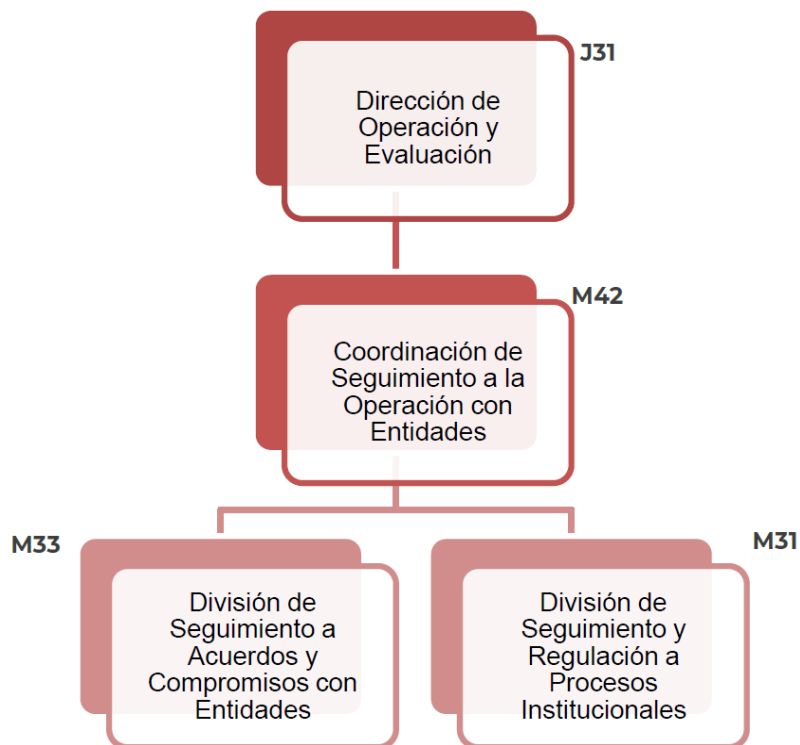 J31
Dirección de
Operación y
Evaluación
M42
Coordinación de
Seguimiento a la
Operación con
Entidades
M33
División de
Seguimiento a
Acuerdos y
Compromisos con
Entidades
M31
División de
Seguimiento y
Regulación a
Procesos
Institucionales